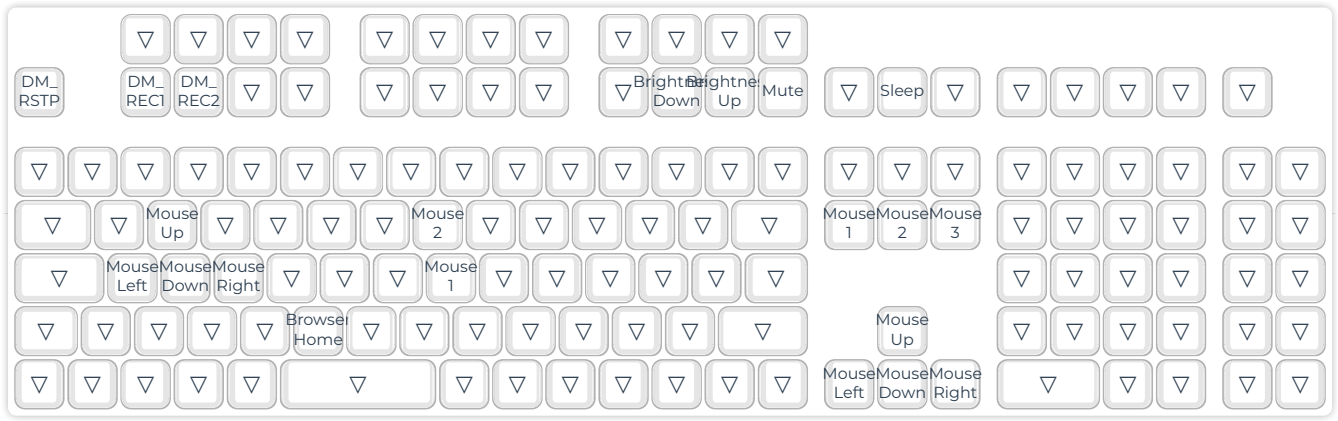 ▽ ▽ ▽ ▽ ▽ ▽ ▽ ▽ ▽ ▽ ▽ ▽
DM_
RSTP
DM_
REC1
DM_
REC2
▽ ▽ ▽ ▽ ▽ ▽ ▽
Brightne
Down
Brightnes
Up
Mute
▽
Sleep
▽ ▽ ▽ ▽ ▽ ▽
▽ ▽ ▽ ▽ ▽ ▽ ▽ ▽ ▽ ▽ ▽ ▽ ▽ ▽ ▽ ▽ ▽ ▽ ▽ ▽ ▽ ▽ ▽ ▽
▽ ▽
Mouse
Up
▽ ▽ ▽ ▽
Mouse
2
▽ ▽ ▽ ▽ ▽ ▽
Mouse
1
Mouse
2
Mouse
3
▽ ▽ ▽ ▽ ▽ ▽
▽
Mouse
Left
Mouse
Down
Mouse
Right
▽ ▽ ▽
Mouse
1
▽ ▽ ▽ ▽ ▽ ▽ ▽ ▽ ▽ ▽ ▽ ▽
▽ ▽ ▽ ▽ ▽
Browser
Home
▽ ▽ ▽ ▽ ▽ ▽ ▽ ▽
Mouse
Up
▽ ▽ ▽ ▽ ▽ ▽
▽ ▽ ▽ ▽ ▽ ▽ ▽ ▽ ▽ ▽ ▽ ▽ ▽
Mouse
Left
Mouse
Down
Mouse
Right
▽ ▽ ▽ ▽ ▽